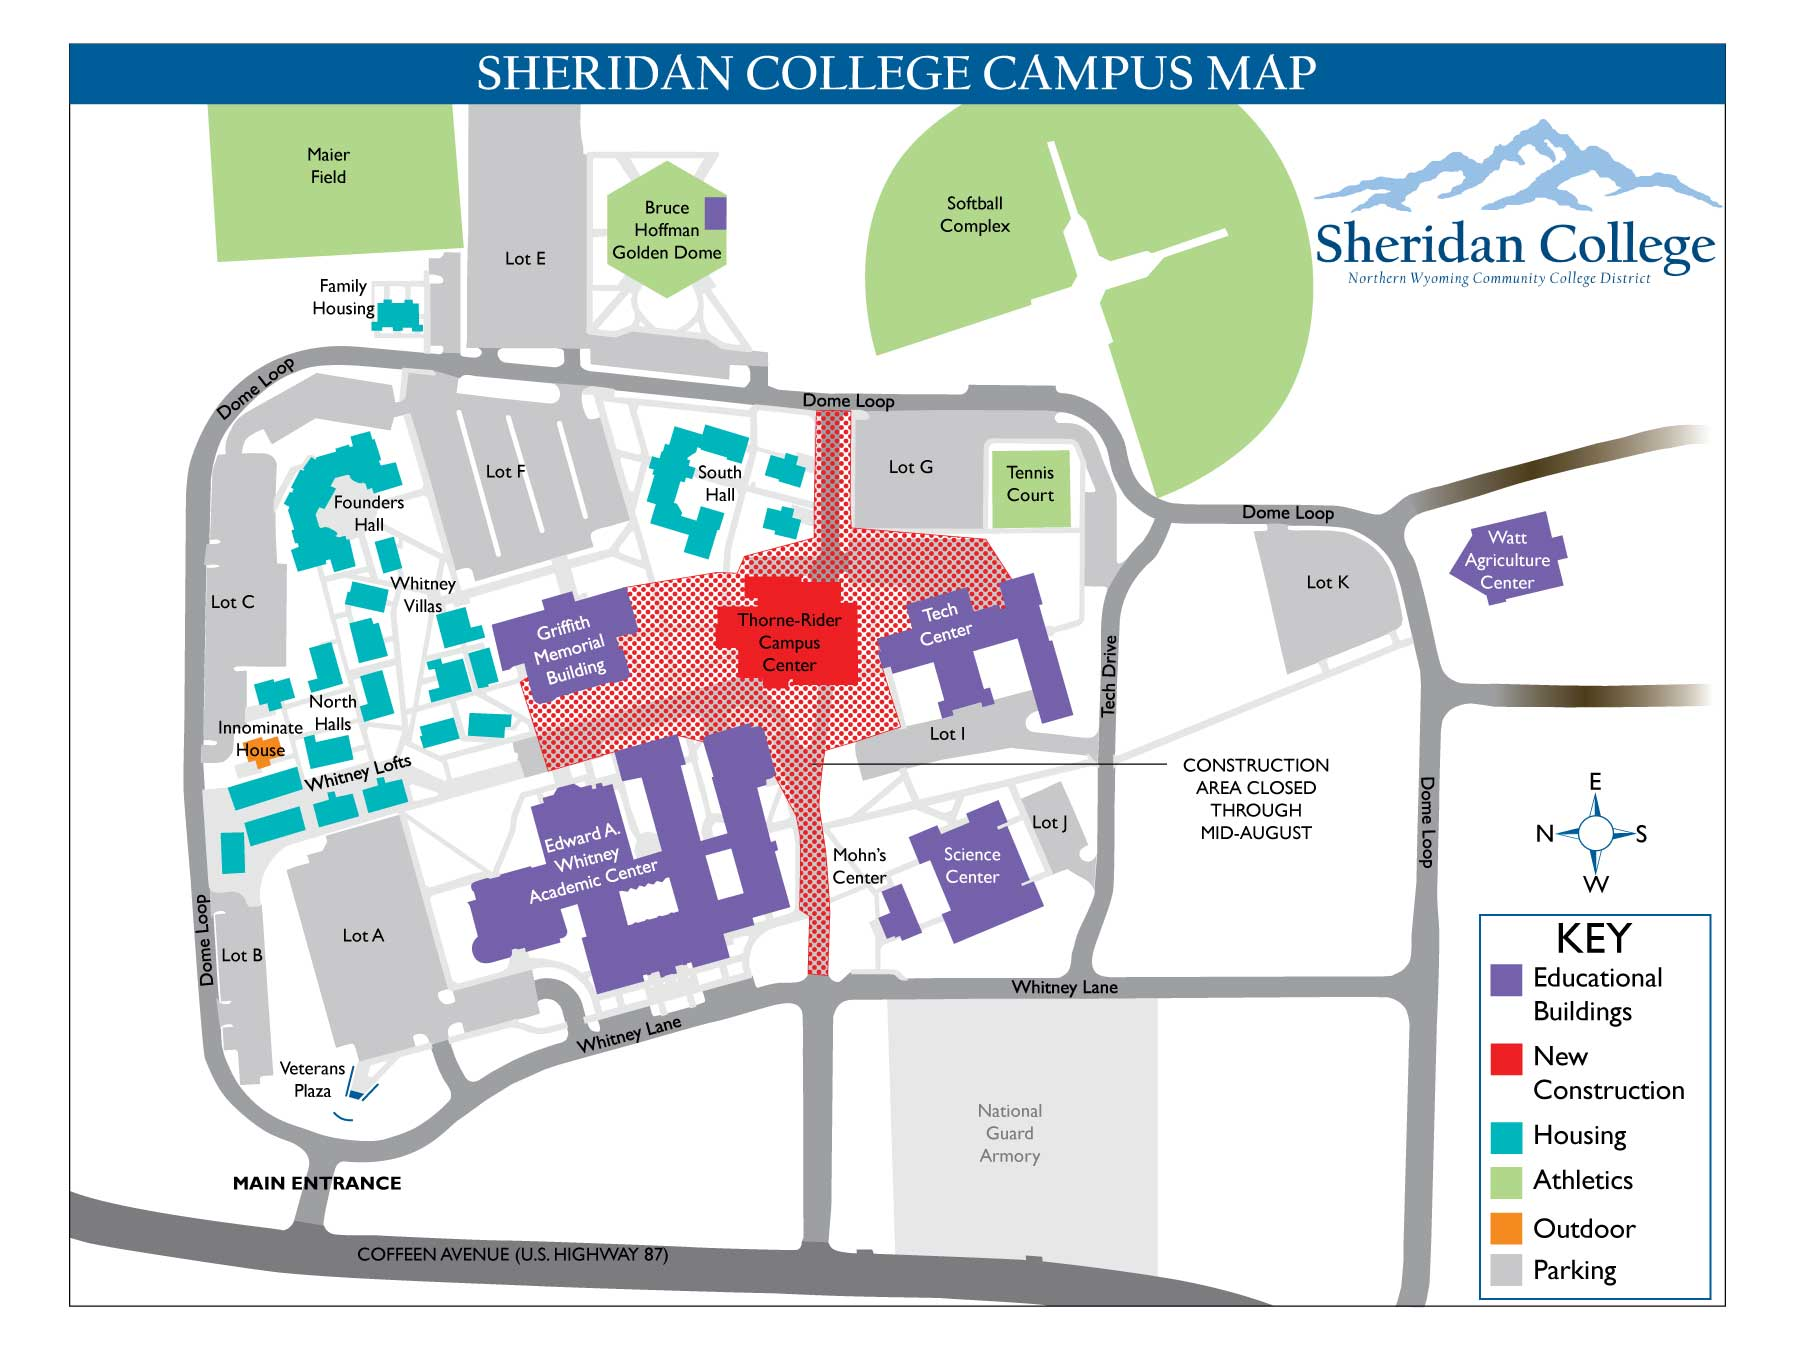 SHERIDAN COLLEGE CAMPUS MAP
Maier
Field
Lot E
Bruce
Hoffman
Golden Dome
Softball
Complex
Sheridan College
Northern Wyoming Community College District
Family
Housing
Dome Loop
Dome Loop
Lot F
South
Hall
Lot G
Tennis
Court
Founders
Hall
Dome Loop
Watt
Agriculture
Center
Lot K
Whitney
Villas
Lot C
Griffith
Memorial
Building
Thorne-Rider
Campus
Center
Tech
Center
Tech Drive
North
Halls
Innominate
House
Whitney Lofts
Lot I
CONSTRUCTION
AREA CLOSED
THROUGH
MID-AUGUST
Dome Loop
E
N
S
W
Edward A.
Whitney
Academic Center
Mohn's
Center
Science
Center
Lot J
Dome Loop
Lot B
Lot A
Whitney Lane
Whitney Lane
Veterans
Plaza
National
Guard
Armory
MAIN ENTRANCE
COFFEEN AVENUE (U.S. HIGHWAY 87)
KEY
Educational
Buildings
New
Construction
Housing
Athletics
Outdoor
Parking